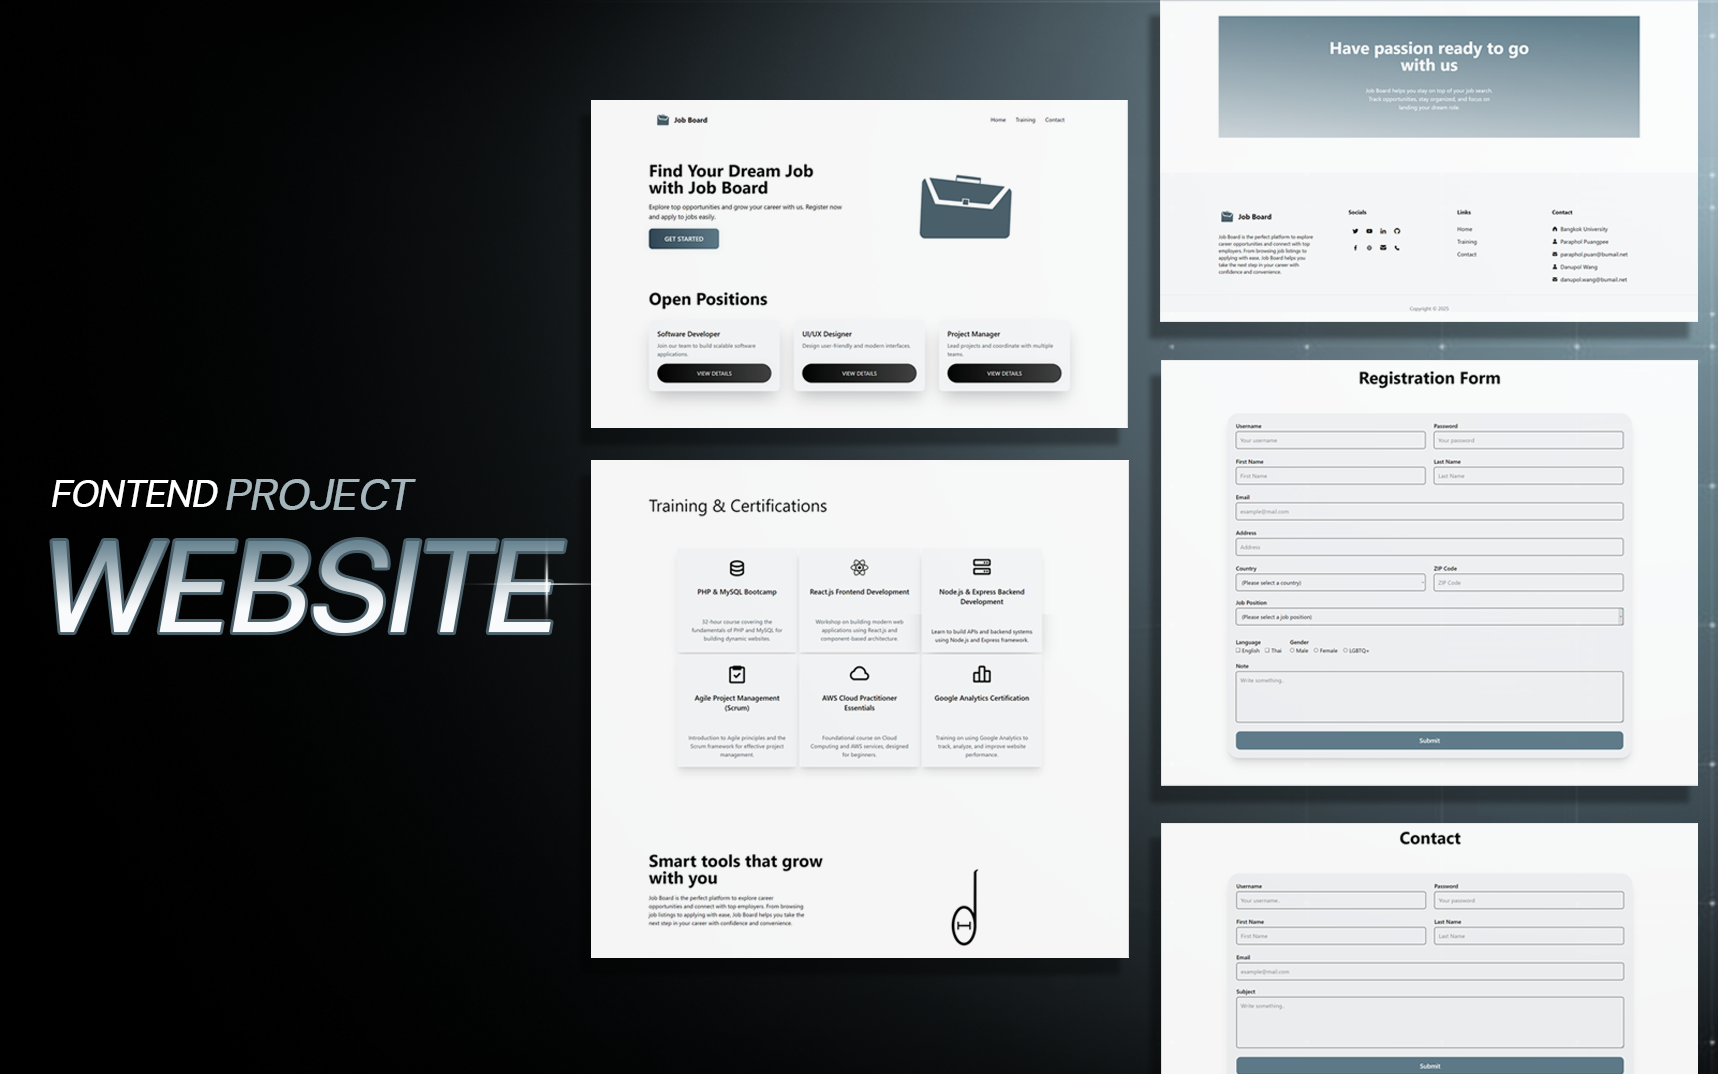 FONTEND PROJECT
WEBSITE
Job Board
Home Training Contact
Find Your Dream Job
with Job Board
Explore top opportunities and grow your career with us. Register now
and apply to jobs easily.
GET STARTED
Open Positions
Software Developer
Join our team to build scalable software
applications.
VIEW DETAILS
UI/UX Designer
Design user-friendly and modern interfaces.
VIEW DETAILS
Project Manager
Lead projects and coordinate with multiple
teams.
VIEW DETAILS
Training & Certifications
PHP & MySQL Bootcamp
32-hour course covering the
fundamentals of PHP and MySQL for
building dynamic websites.
React.js Frontend Development
Workshop on building modern web
applications using React.js and
component-based architecture.
Node.js & Express Backend
Development
Learn to build APIs and backend systems
using Node.js and Express framework.
Agile Project Management
(Scrum)
Introduction to Agile principles and the
Scrum framework for effective project
management.
AWS Cloud Practitioner
Essentials
Foundational course on Cloud
Computing and AWS services, designed
for beginners.
Google Analytics Certification
Training on using Google Analytics to
track, analyze, and improve website
performance.
Smart tools that grow
with you
Job Board is the perfect platform to explore career
opportunities and connect with top employers. From browsing
job listings to applying with ease, Job Board helps you take the
next step in your career with confidence and convenience.
Have passion ready to go
with us
Job Board helps you stay on top of your job search.
Track opportunities, stay organized, and focus on
landing your dream role.
Job Board
Job Board is the perfect platform to explore
career opportunities and connect with top
employers. From browsing job listings to
applying with ease, Job Board helps you
take the next step in your career with
confidence and convenience.
Socials
Links
Home
Training
Contact
Contact
Bangkok University
Paraphol Puangpee
paraphol.puan@bumail.net
Danupol Wang
danupol.wang@bumail.net
Copyright © 2025
Registration Form
Username Password
Your username Your password
First Name Last Name
First Name Last Name
Email
example@mail.com
Address
Address
Country ZIP Code
(Please select a country) ZIP Code
Job Position
(Please select a job position)
Language Gender
English Thai Male Female LGBTQ+
Note
Write something..
Submit
Contact
Username Password
Your username.. Your password
First Name Last Name
First Name Last Name
Email
example@mail.com
Subject
Write something..
Submit